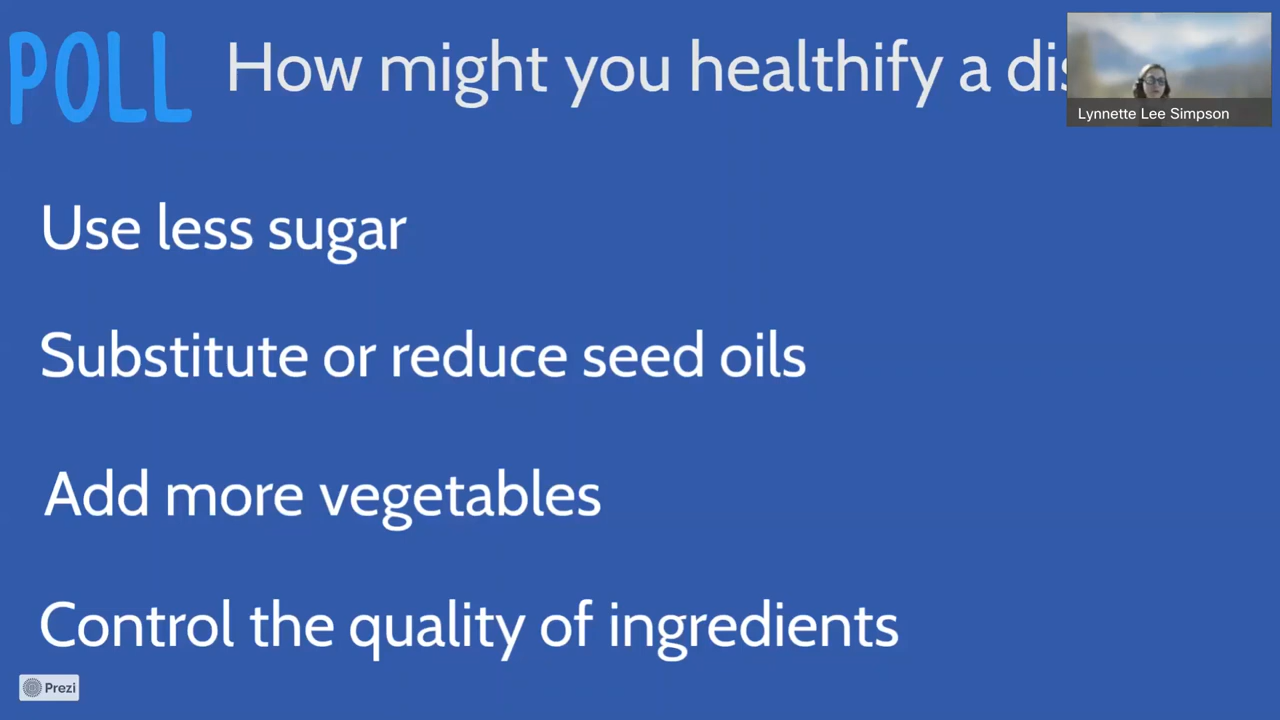 POLL
How might you healthify a
Lynnette Lee Simpson
Use less sugar
Substitute or reduce seed oils
Add more vegetables
Control the quality of ingredients
Prezi